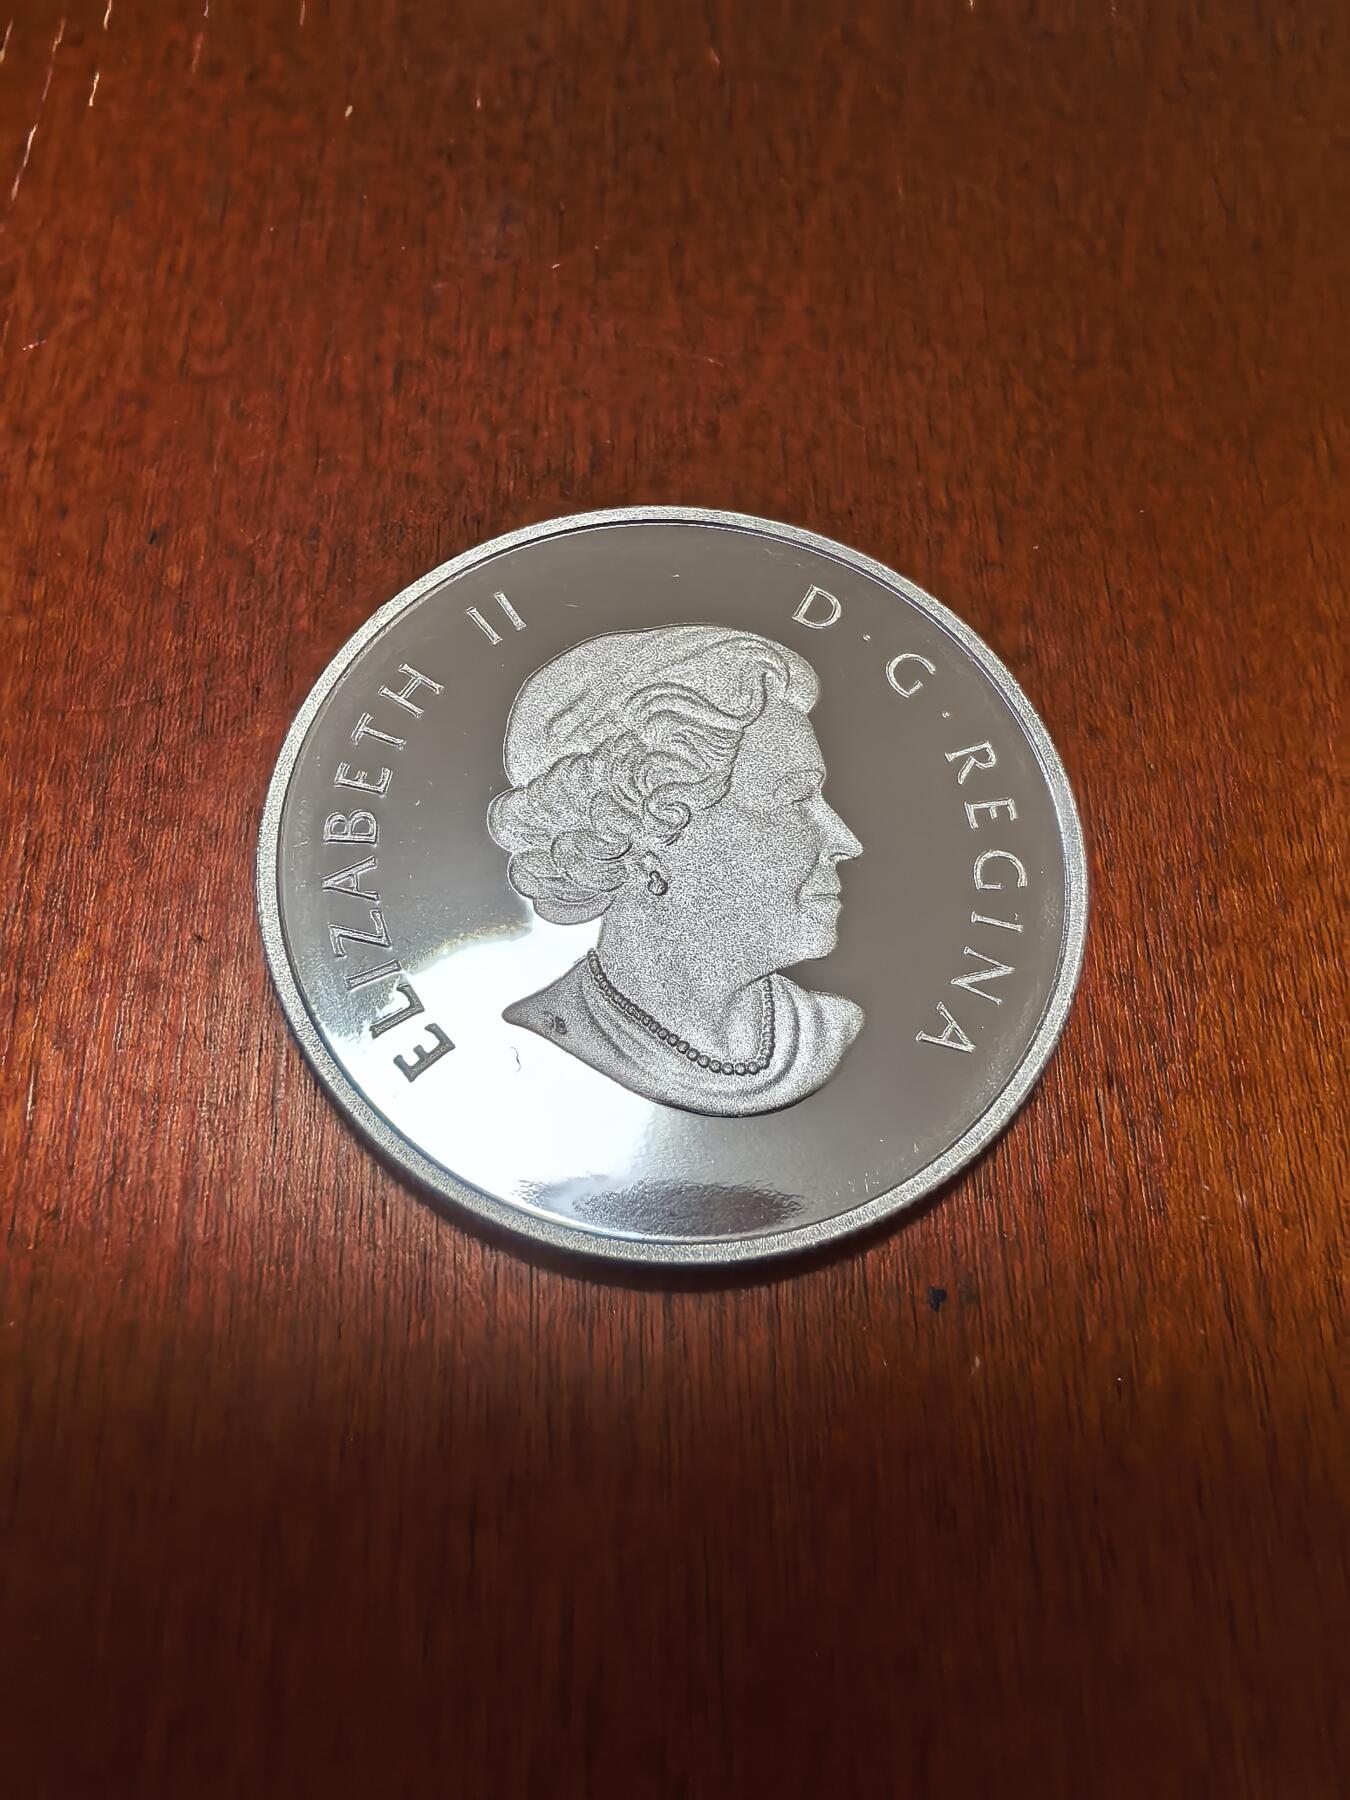 ELIZABETH II
D · G · REGINA